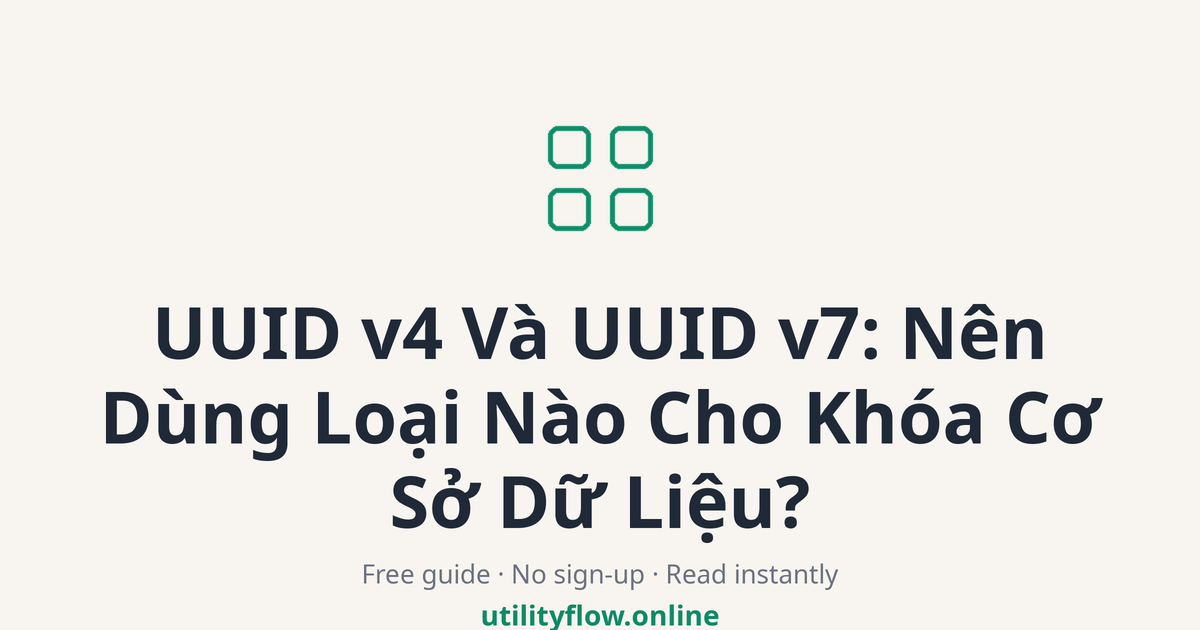 UUID v4 Và UUID v7: Nên
Dùng Loại Nào Cho Khóa Cơ
Sở Dữ Liệu?
Free guide · No sign-up · Read instantly
utilityflow.online